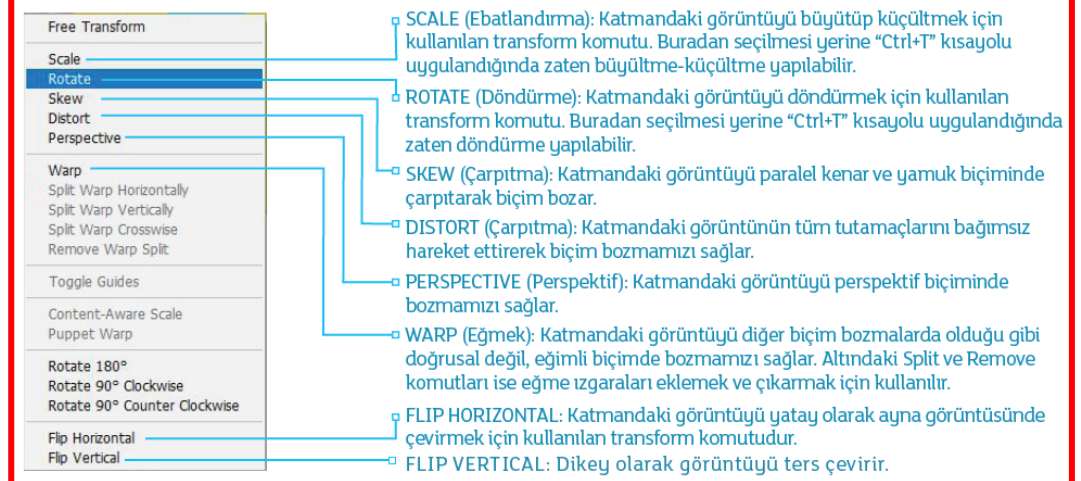 Free Transform
Scale
Rotate
Skew
Distort
Perspective
Warp
Split Warp Horizontally
Split Warp Vertically
Split Warp Crosswise
Remove Warp Split
Toggle Guides
Content-Aware Scale
Puppet Warp
Rotate 180°
Rotate 90° Clockwise
Rotate 90° Counter Clockwise
Flip Horizontal
Flip Vertical
SCALE (Ebatlandırma): Katmandaki görüntüyü büyütüp küçültmek için
kullanılan transform komutu. Buradan seçilmesi yerine “Ctrl+T” kısayolu
uygulandığında zaten büyültme-küçültme yapılabilir.
ROTATE (Döndürme): Katmandaki görüntüyü döndürmek için kullanılan
transform komutu. Buradan seçilmesi yerine “Ctrl+T” kısayolu uygulandığında
zaten döndürme yapılabilir.
SKEW (Çarpıtma): Katmandaki görüntüyü paralel kenar ve yamuk biçiminde
çarpıtarak biçim bozar.
DISTORT (Çarpıtma): Katmandaki görüntünün tüm tutamaçlarını bağımsız
hareket ettirerek biçim bozmamızı sağlar.
PERSPECTIVE (Perspektif): Katmandaki görüntüyü perspektif biçiminde
bozmamızı sağlar.
WARP (Eğmek): Katmandaki görüntüyü diğer biçim bozmalarda olduğu gibi
doğrusal değil, eğimli biçimde bozmamızı sağlar. Altındaki Split ve Remove
komutları ise eğme ızgaraları eklemek ve çıkarmak için kullanılır.
FLIP HORIZONTAL: Katmandaki görüntüyü yatay olarak ayna görüntüsünde
çevirmek için kullanılan transform komutudur.
FLIP VERTICAL: Dikey olarak görüntüyü ters çevirir.